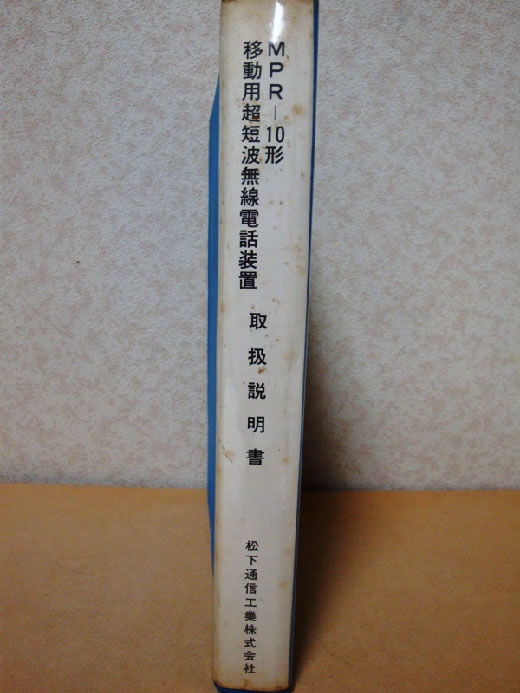 MPR-10形
移動用超短波無線電話装置
取扱説明書
松下通信工業株式会社